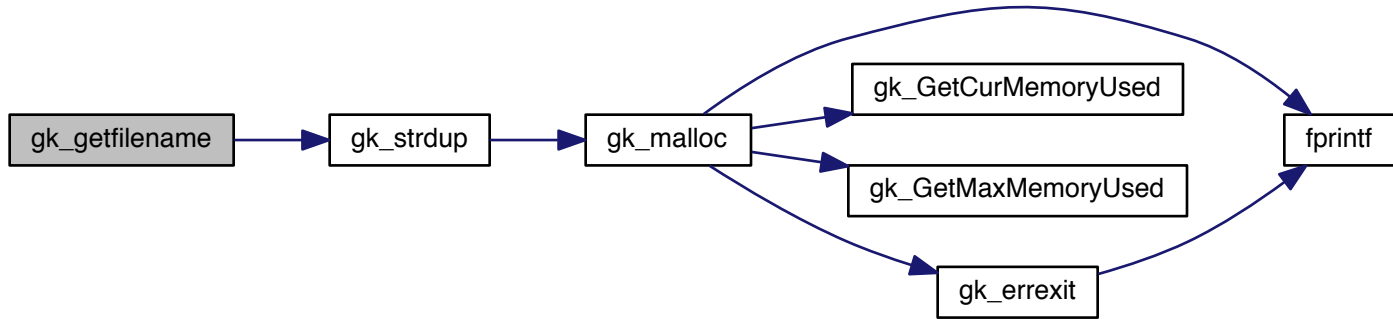 gk_getfilename
gk_strdup
gk_malloc
gk_GetCurMemoryUsed
gk_GetMaxMemoryUsed
gk_errexit
fprintf